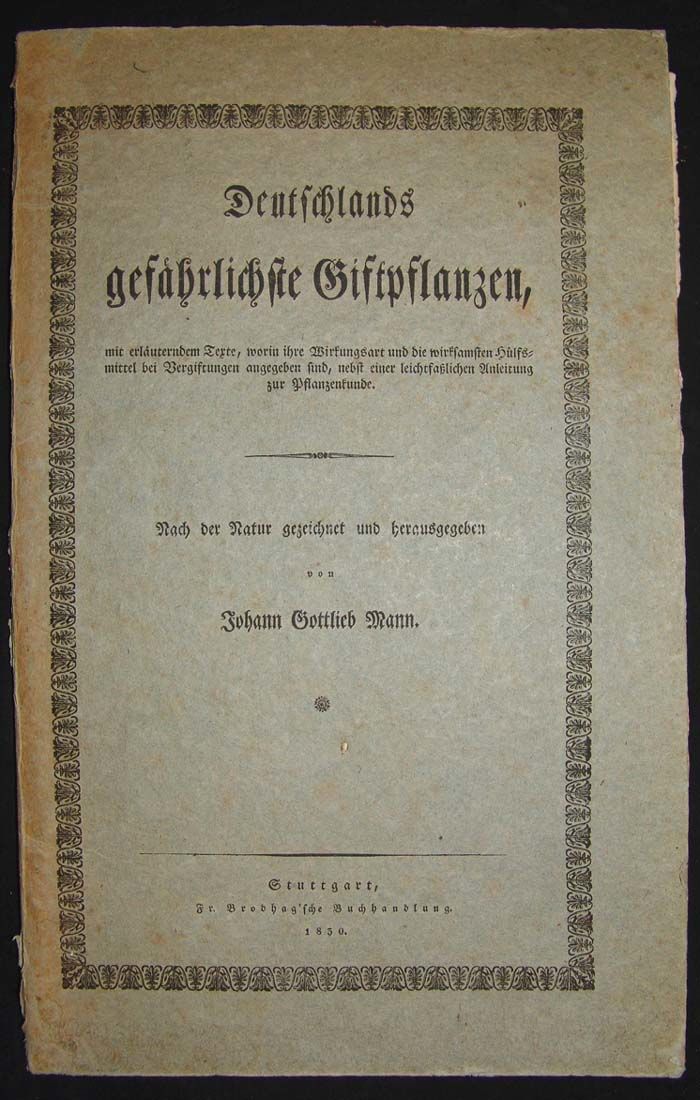 Deutschlands
gefährlichste Giftpflanzen,
mit erläuterndem Texte, worin ihre Wirkungsart und die wirksamsten Hülfs-
mittel bei Vergiftungen angegeben sind, nebst einer leichtfaßlichen Anleitung
zur Pflanzenkunde.
Nach der Natur gezeichnet und herausgegeben
von
Johann Gottlieb Mann.
Stuttgart,
Fr. Brodhag'sche Buchhandlung.
1830.